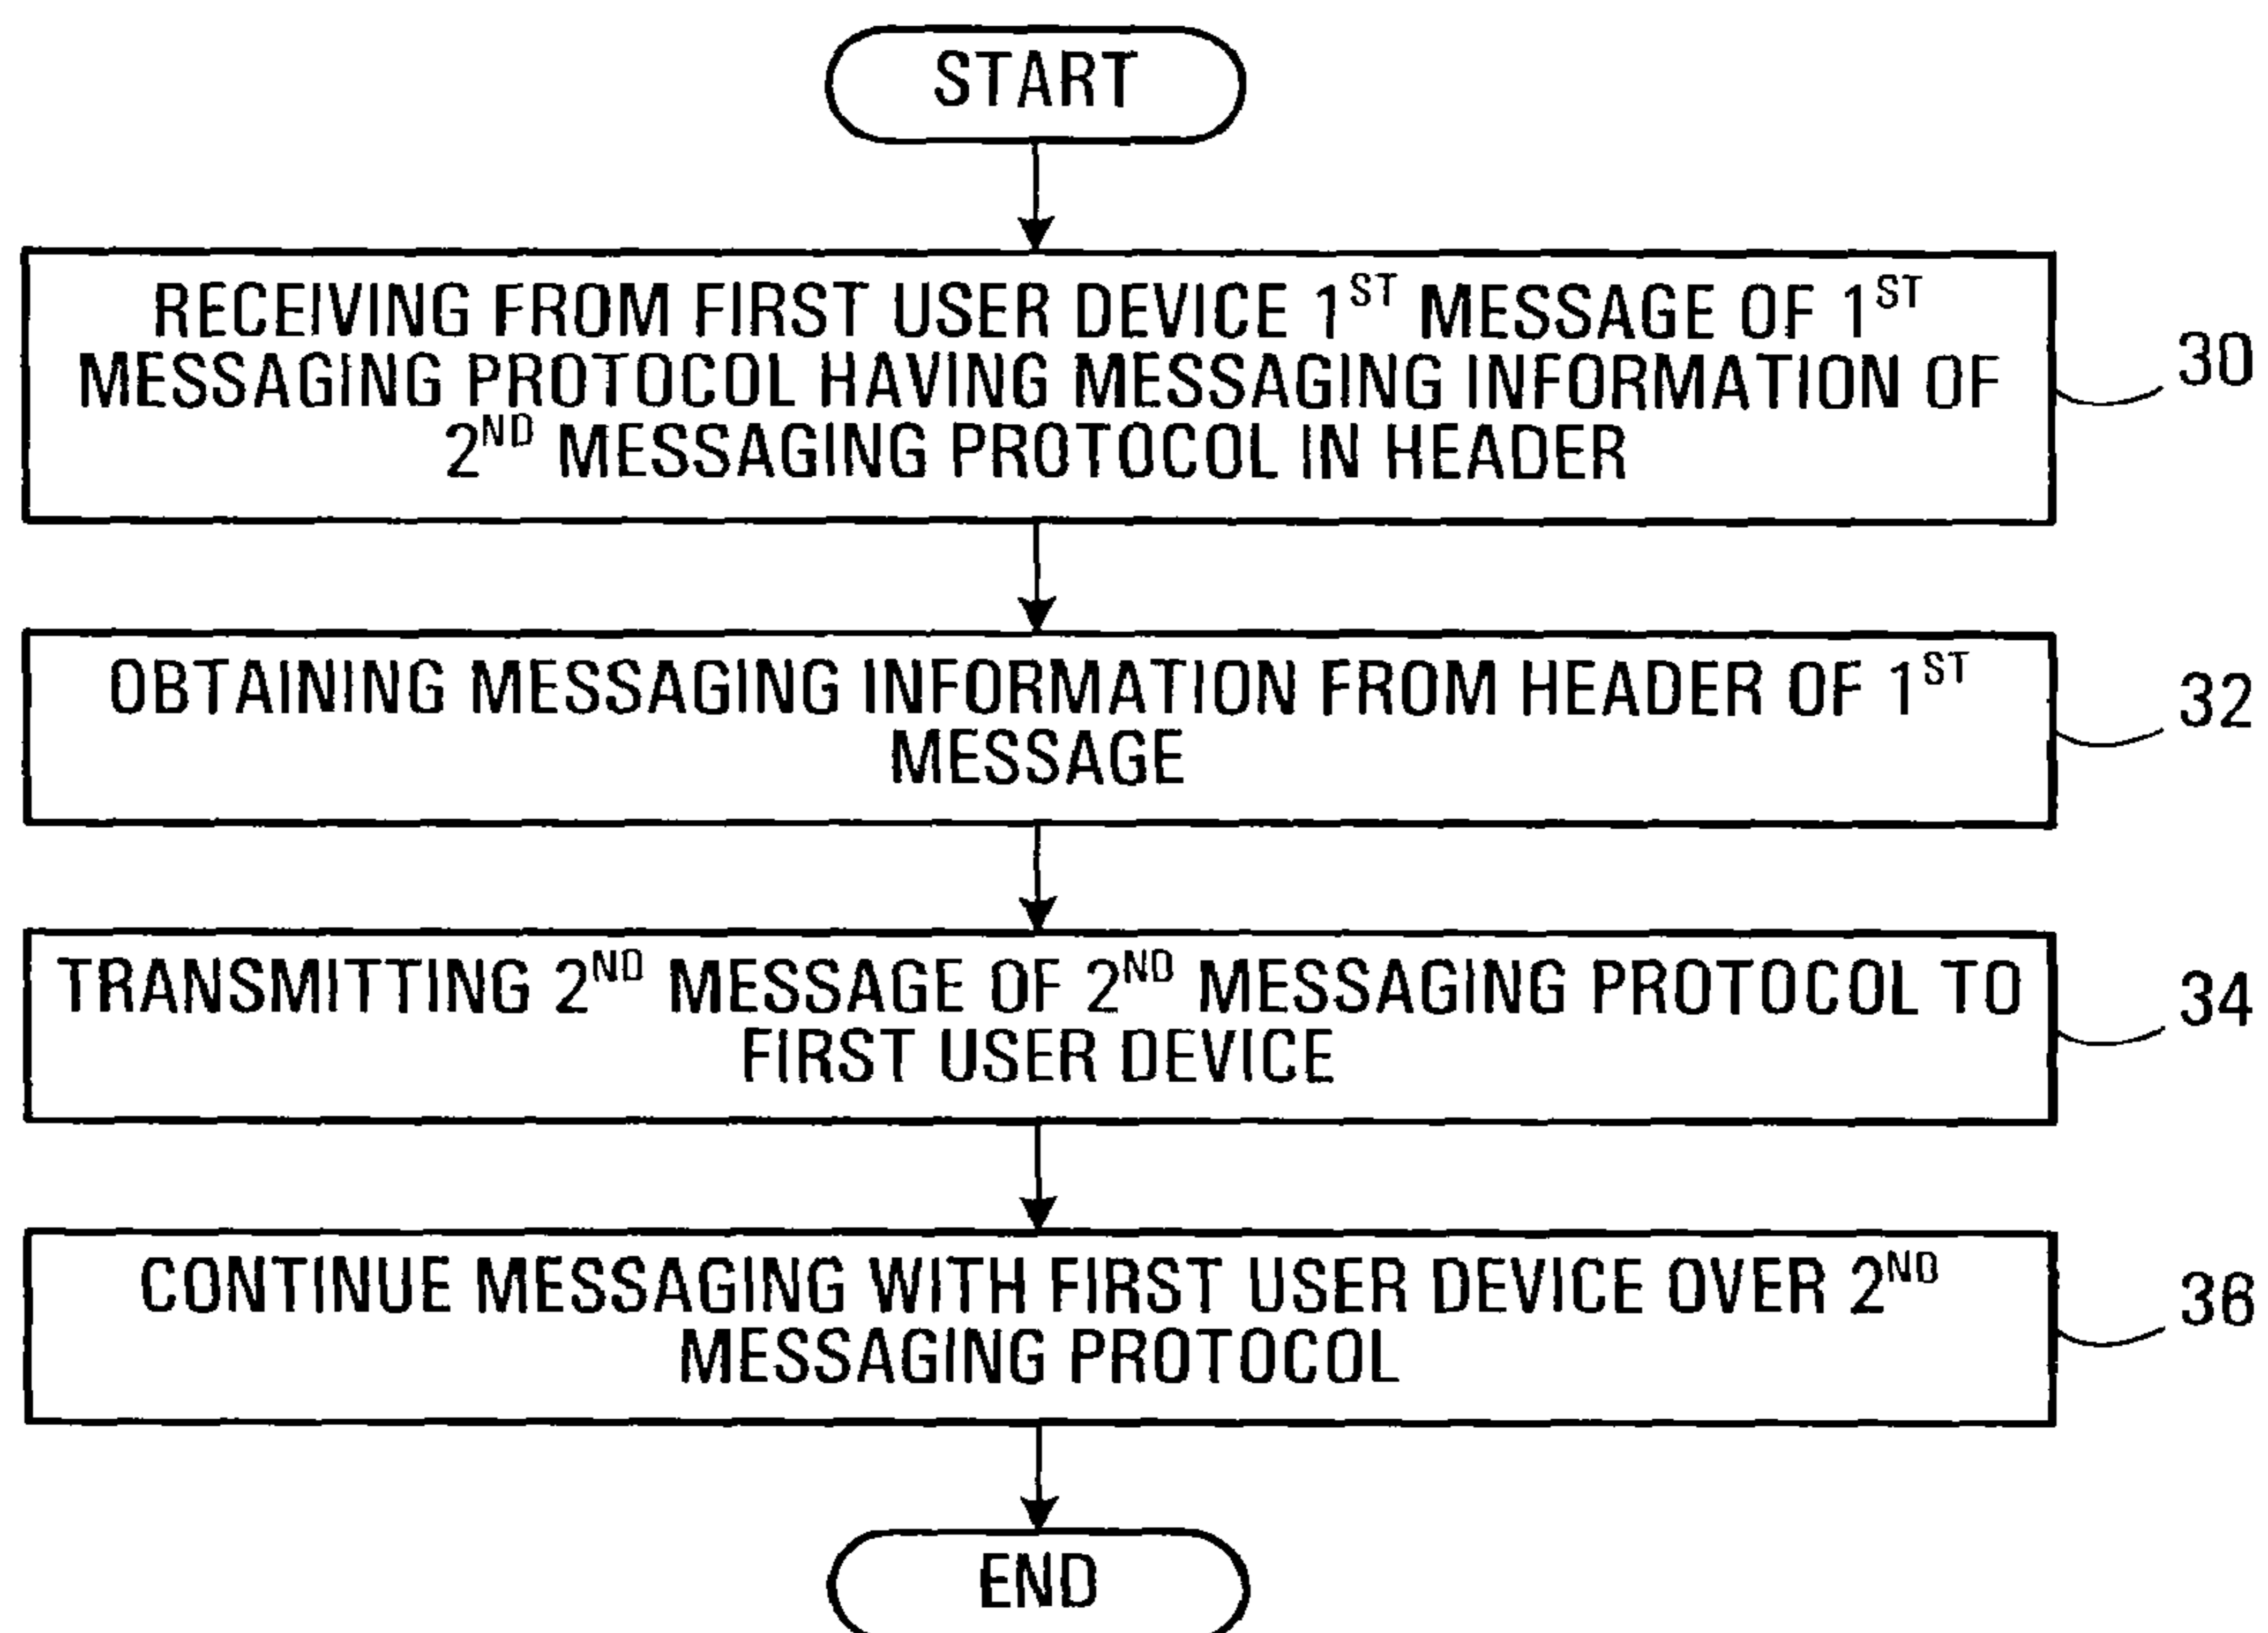 START
RECEIVING FROM FIRST USER DEVICE 1ST MESSAGE OF 1ST
MESSAGING PROTOCOL HAVING MESSAGING INFORMATION OF
2ND MESSAGING PROTOCOL IN HEADER
30
OBTAINING MESSAGING INFORMATION FROM HEADER OF 1ST
MESSAGE
32
TRANSMITTING 2ND MESSAGE OF 2ND MESSAGING PROTOCOL TO
FIRST USER DEVICE
34
CONTINUE MESSAGING WITH FIRST USER DEVICE OVER 2ND
MESSAGING PROTOCOL
36
END